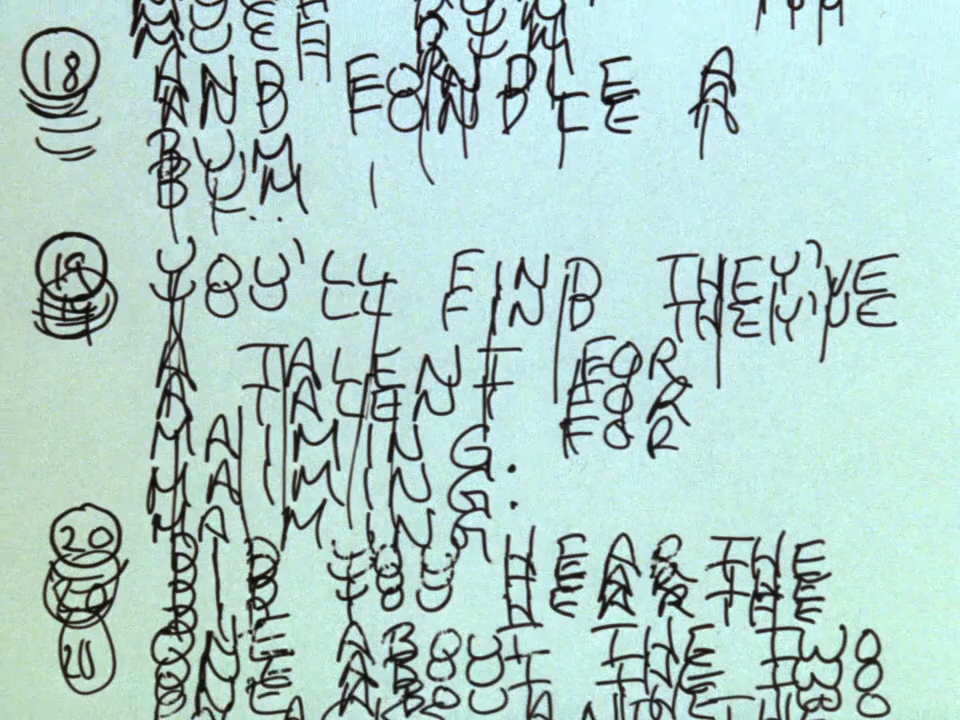 MUCH
18 AND FONDLE A
BUM!
19 YOU'LL FIND THEY'VE
A TALENT FOR
MAIMING.
20 DID YOU HEAR THE
ONE ABOUT THE TWO